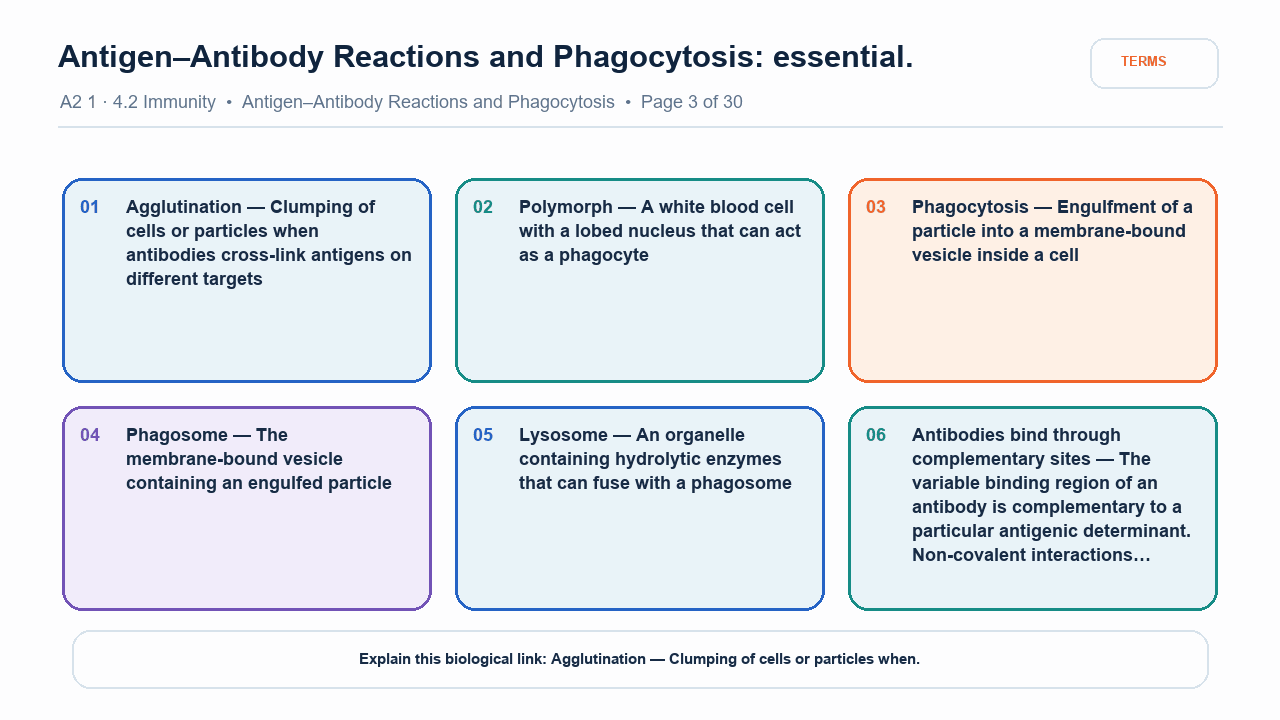 Antigen–Antibody Reactions and Phagocytosis: essential.
TERMS
A2 1 · 4.2 Immunity • Antigen–Antibody Reactions and Phagocytosis • Page 3 of 30
01
Agglutination — Clumping of
cells or particles when
antibodies cross-link antigens on
different targets
02
Polymorph — A white blood cell
with a lobed nucleus that can act
as a phagocyte
03
Phagocytosis — Engulfment of a
particle into a membrane-bound
vesicle inside a cell
04
Phagosome — The
membrane-bound vesicle
containing an engulfed particle
05
Lysosome — An organelle
containing hydrolytic enzymes
that can fuse with a phagosome
06
Antibodies bind through
complementary sites — The
variable binding region of an
antibody is complementary to a
particular antigenic determinant.
Non-covalent interactions…
Explain this biological link: Agglutination — Clumping of cells or particles when.